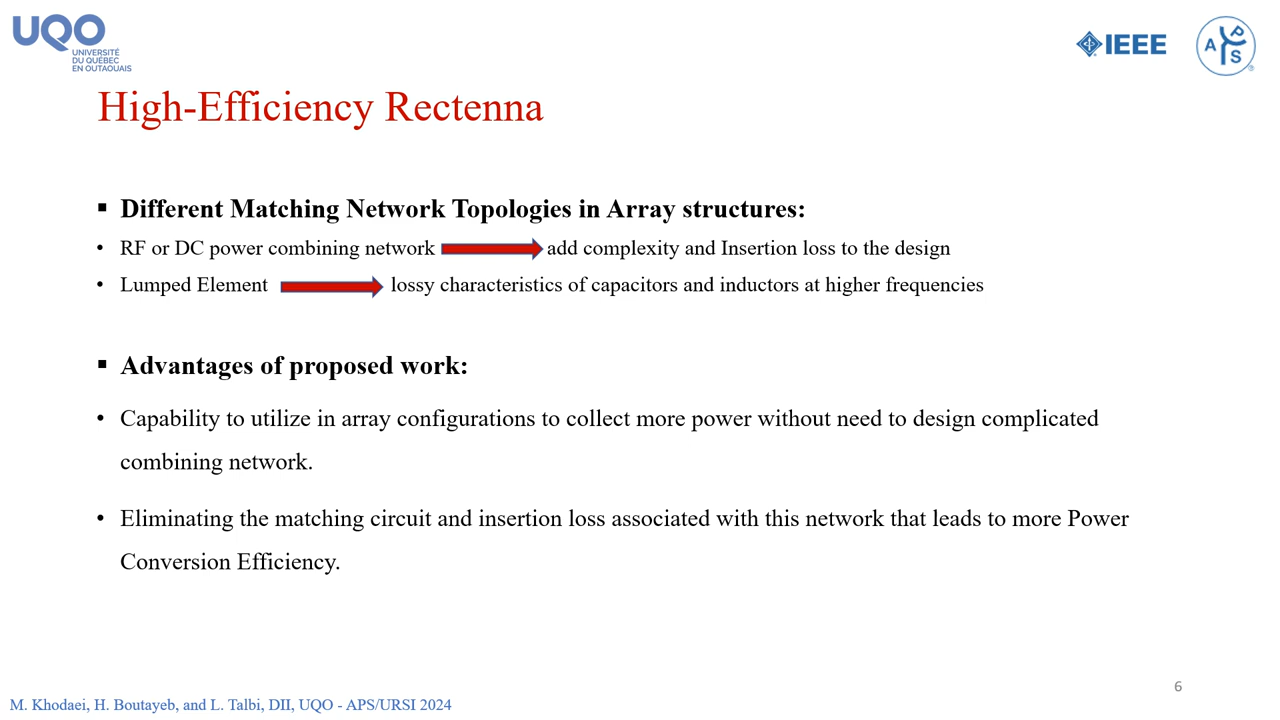 UQO
UNIVERSITÉ
DU QUÉBEC
EN OUTAOUAIS
IEEE
APS
®
High-Efficiency Rectenna
▪ Different Matching Network Topologies in Array structures:
• RF or DC power combining network add complexity and Insertion loss to the design
• Lumped Element lossy characteristics of capacitors and inductors at higher frequencies
▪ Advantages of proposed work:
• Capability to utilize in array configurations to collect more power without need to design complicated
combining network.
• Eliminating the matching circuit and insertion loss associated with this network that leads to more Power
Conversion Efficiency.
6
M. Khodaei, H. Boutayeb, and L. Talbi, DII, UQO - APS/URSI 2024